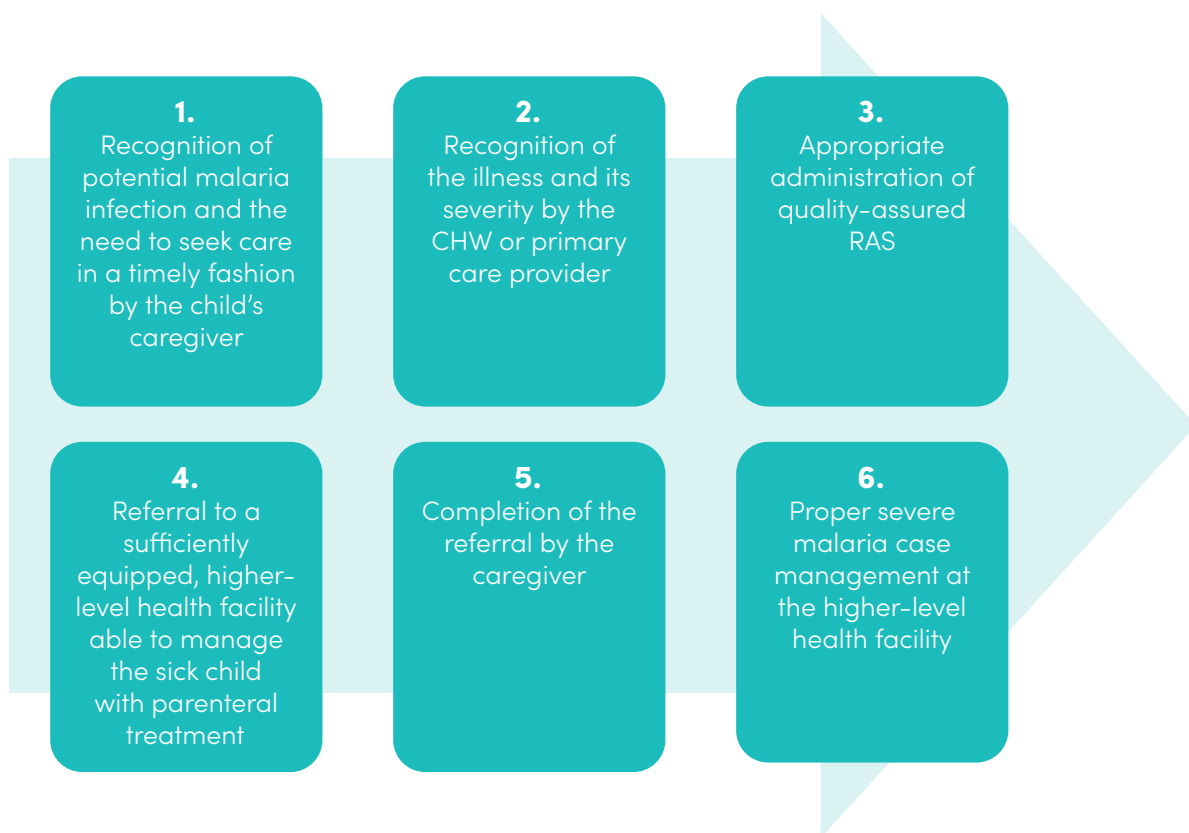 1.
Recognition of
potential malaria
infection and the
need to seek care
in a timely fashion
by the child’s
caregiver
2.
Recognition of
the illness and its
severity by the
CHW or primary
care provider
3.
Appropriate
administration of
quality-assured
RAS
4.
Referral to a
sufficiently
equipped, higher-
level health facility
able to manage
the sick child
with parenteral
treatment
5.
Completion of the
referral by the
caregiver
6.
Proper severe
malaria case
management at
the higher-level
health facility